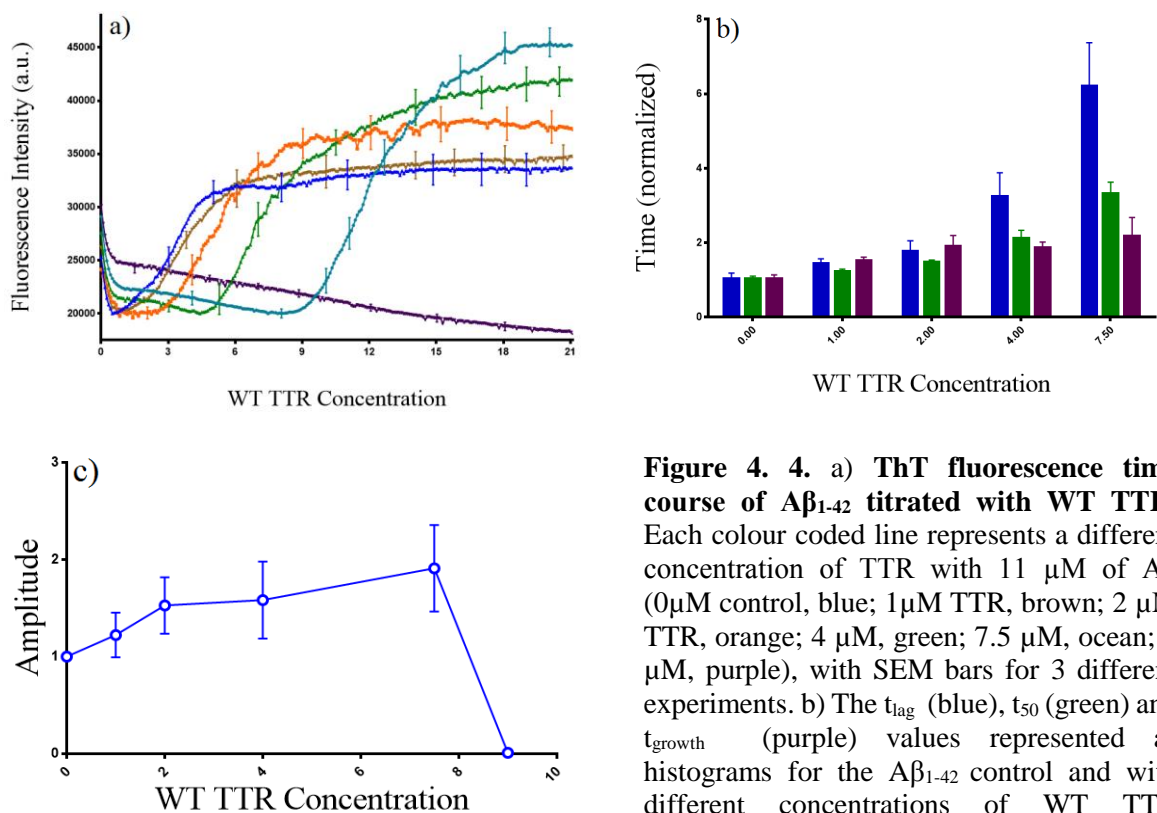 a)
45000
40000
35000
30000
25000
20000
Fluorescence Intensity (a.u.)
0 3 6 9 12 15 18 21
WT TTR Concentration
b)
8
6
4
2
0
Time (normalized)
0.00 1.00 2.00 4.00 7.50
WT TTR Concentration
c)
3
2
1
0
Amplitude
0 2 4 6 8 10
WT TTR Concentration
Figure 4. 4. a) ThT fluorescence tim
course of Aβ1-42 titrated with WT TTR
Each colour coded line represents a differen
concentration of TTR with 11 µM of A
(0µM control, blue; 1µM TTR, brown; 2 µM
TTR, orange; 4 µM, green; 7.5 µM, ocean;
µM, purple), with SEM bars for 3 differen
experiments. b) The tlag (blue), t50 (green) an
tgrowth (purple) values represented a
histograms for the Aβ1-42 control and wit
different concentrations of WT TT